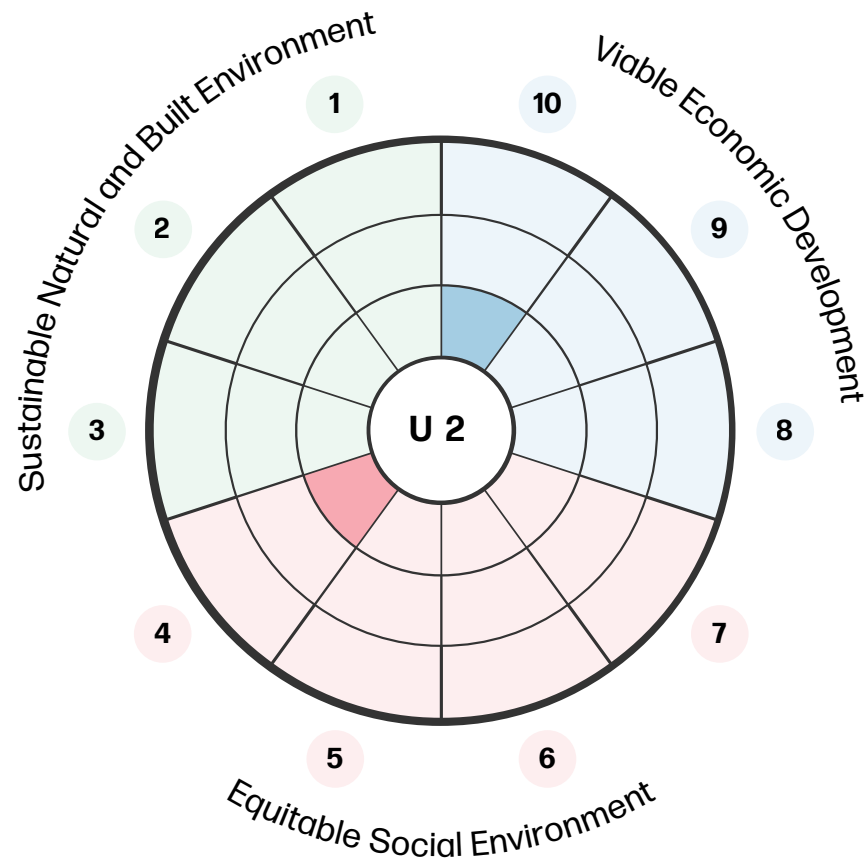 Sustainable Natural and Built Environment
Viable Economic Development
1
10
2
9
3
U 2
8
4
7
5
6
Equitable Social Environment